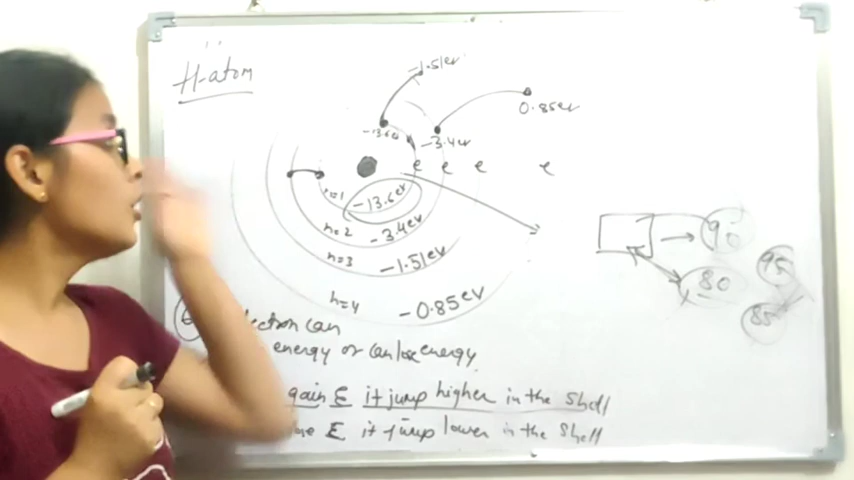 H-atom
-1.51ev
0.85ev
-13.6ev
-3.4ev
e e e e
n=1
-13.6ev
n=2
-3.4ev
n=3
-1.51ev
n=4
-0.85ev
90
80
95
85
can
energy or can lose energy
gain E it jump higher in the Shell
E it jump lower in the Shell